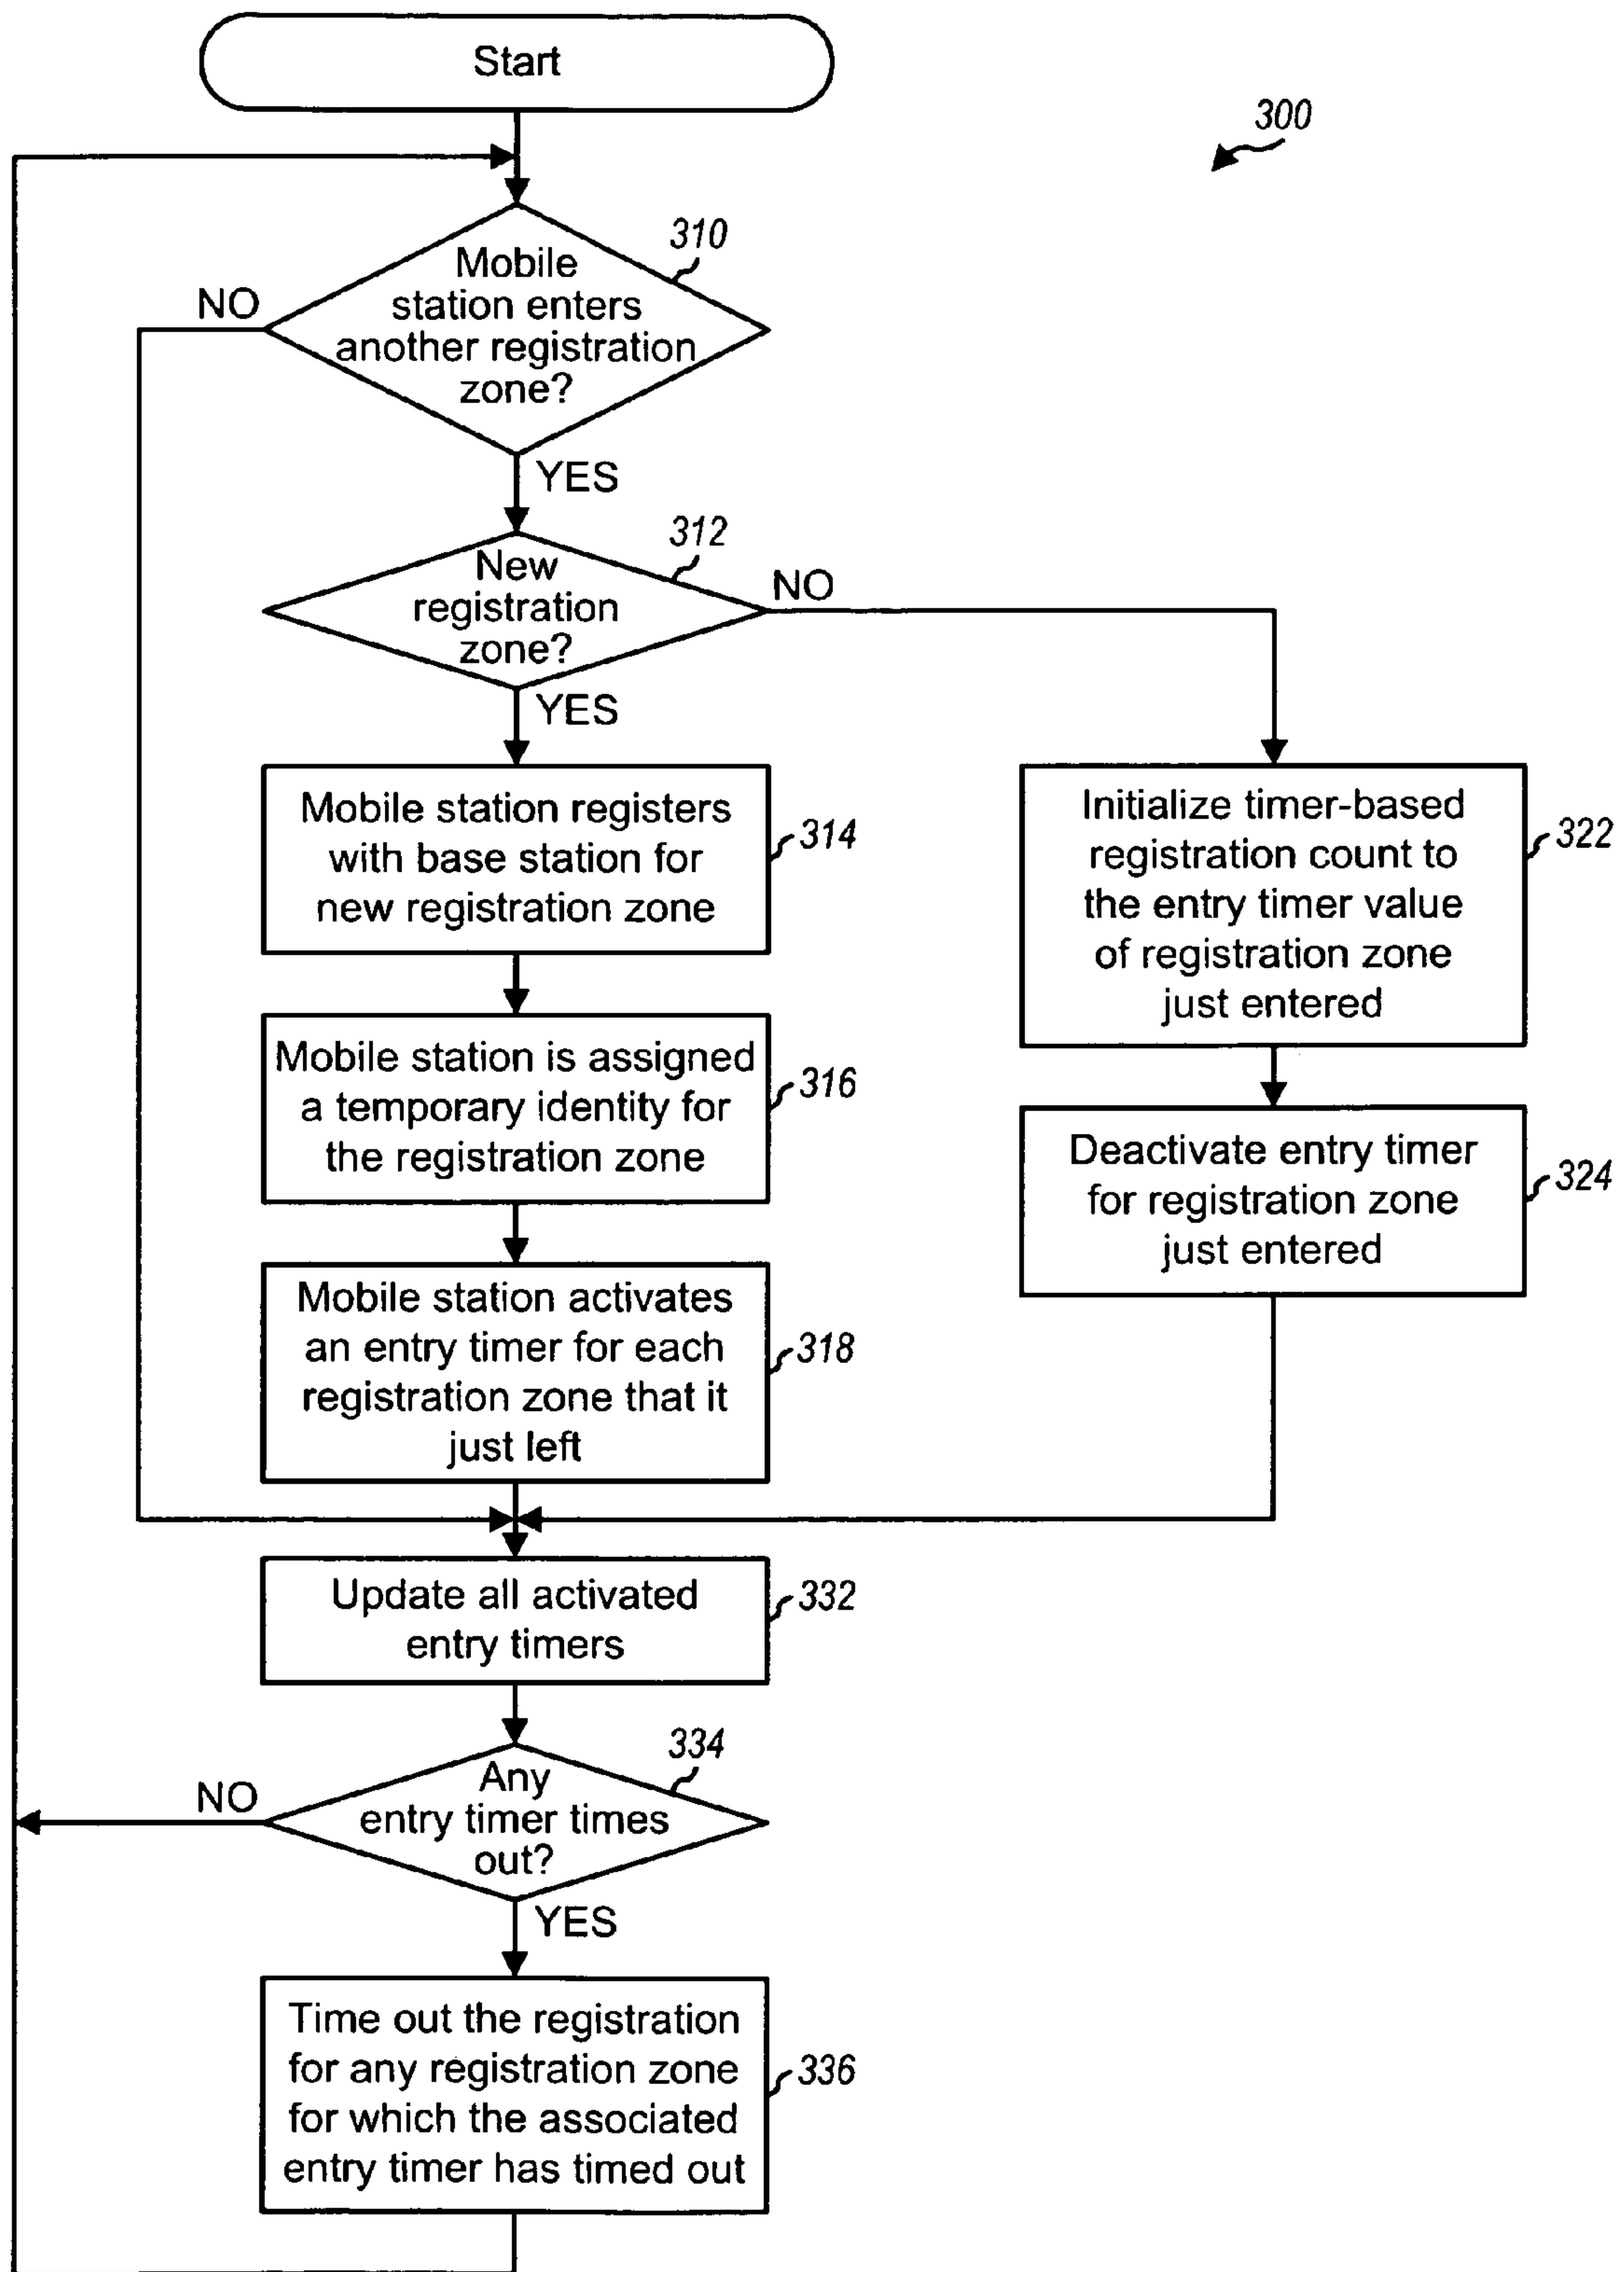 Start
300
310
Mobile
station enters
another registration
zone?
NO
YES
312
New
registration
zone?
NO
YES
Mobile station registers
with base station for
new registration zone
314
Initialize timer-based
registration count to
the entry timer value
of registration zone
just entered
322
Mobile station is assigned
a temporary identity for
the registration zone
316
Deactivate entry timer
for registration zone
just entered
324
Mobile station activates
an entry timer for each
registration zone that it
just left
318
Update all activated
entry timers
332
334
Any
entry timer times
out?
NO
YES
Time out the registration
for any registration zone
for which the associated
entry timer has timed out
336